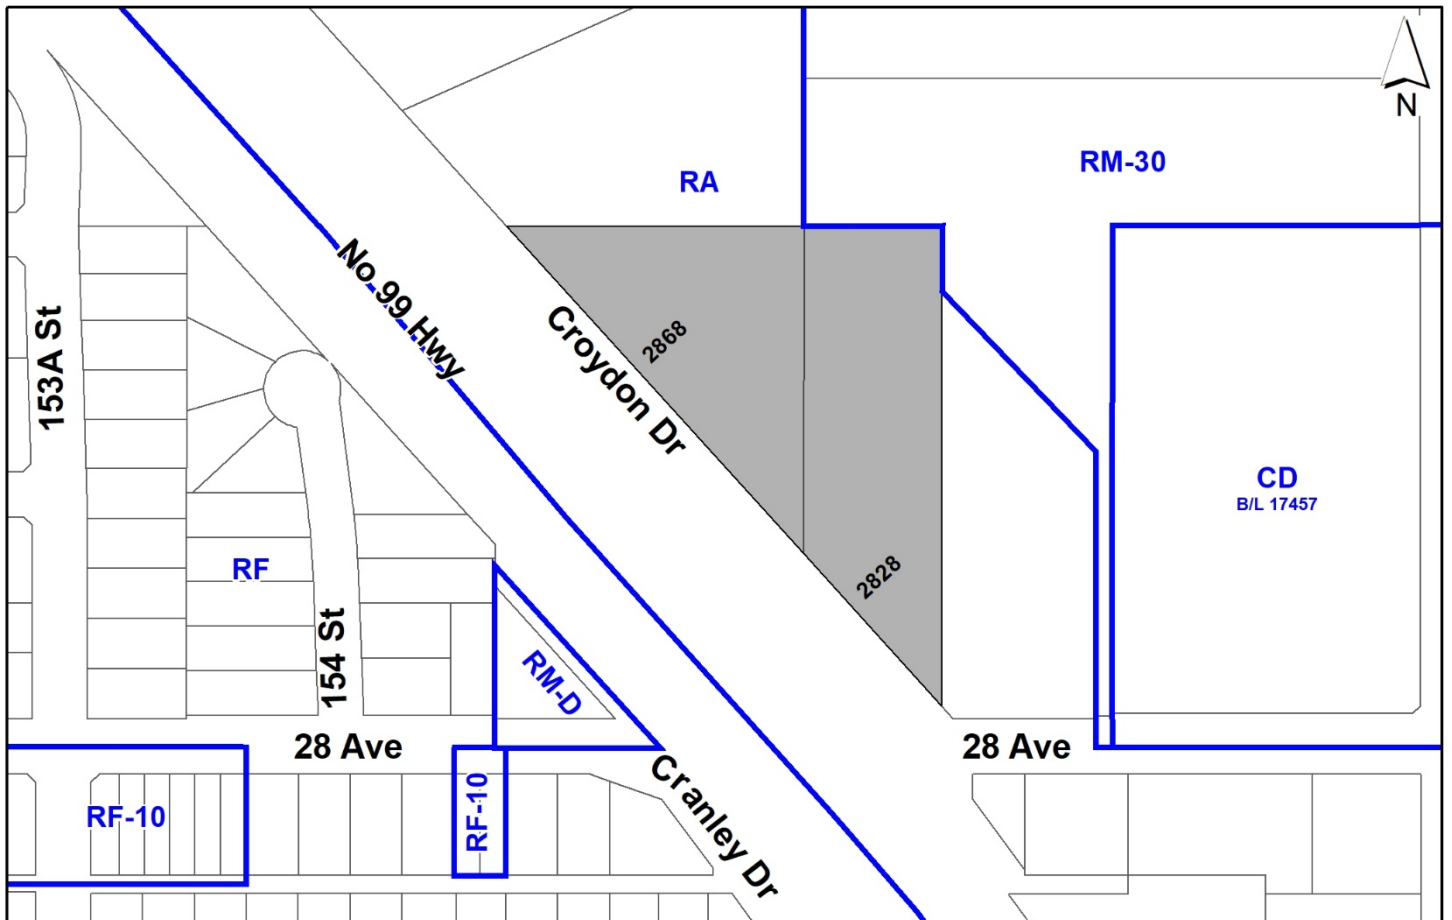 N
RM-30
RA
No 99 Hwy
153A St
Croydon Dr
2868
CD
B/L 17457
RF
2828
154 St
RM-D
28 Ave
28 Ave
RF-10
RF-10
Cranley Dr